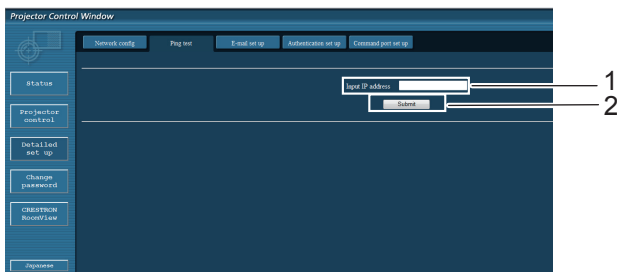 Projector Control Window
Network config
Ping test
E-mail set up
Authentication set up
Command port set up
Status
Projector
control
Detailed
set up
Change
password
CRESTRON
RoomView
Japanese
Input IP address
Submit
1
2